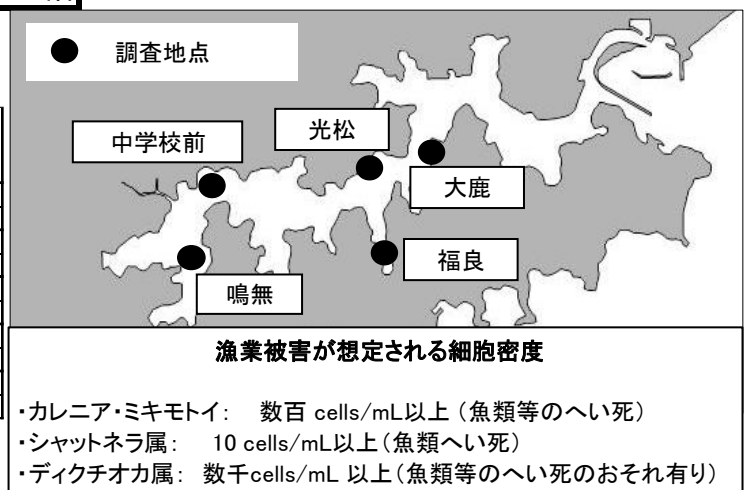 ● 調査地点
光松
中学校前
大鹿
福良
鳴無
漁業被害が想定される細胞密度
・カレニア・ミキモトイ: 数百 cells/mL以上 (魚類等のへい死)
・シャットネラ属: 10 cells/mL以上(魚類へい死)
・ディクチオカ属: 数千cells/mL 以上(魚類等のへい死のおそれ有り)